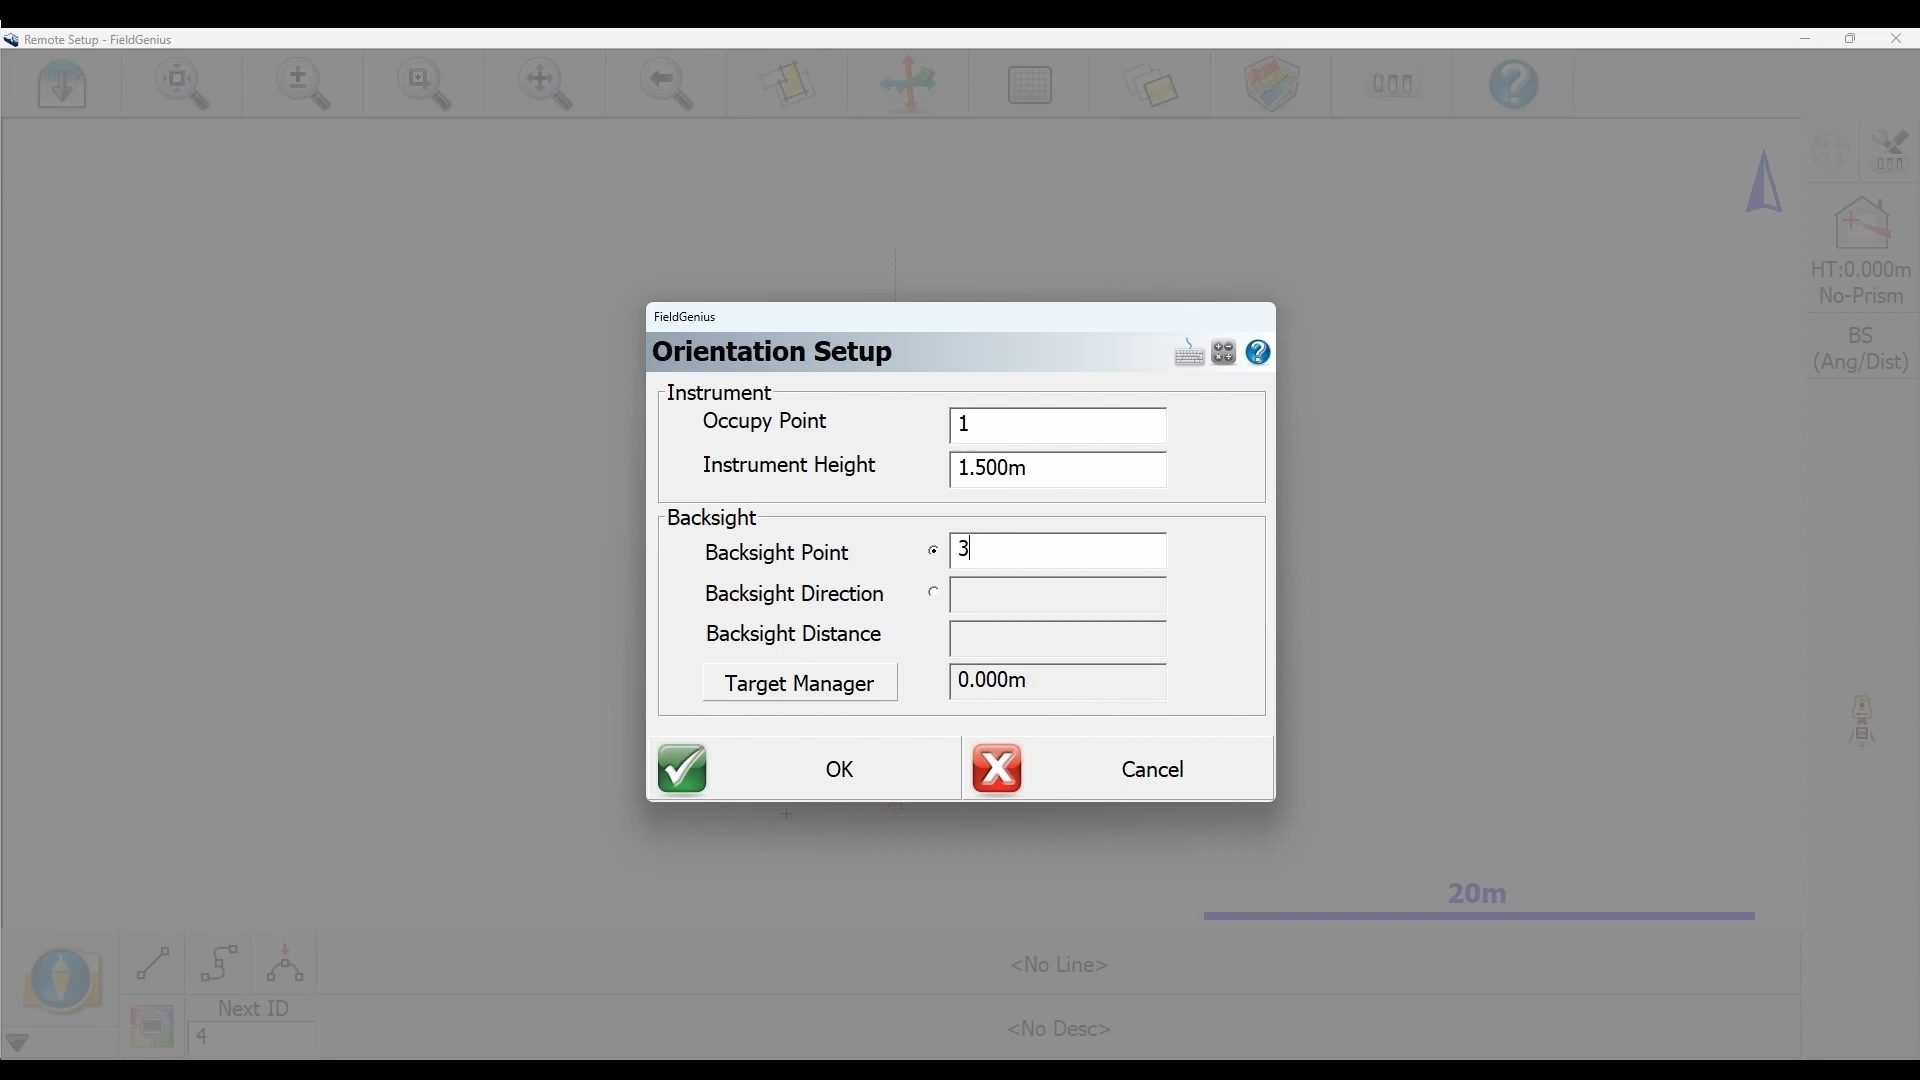 Remote Setup - FieldGenius
HT:0.000m
No-Prism
BS
(Ang/Dist)
FieldGenius
Orientation Setup
Instrument
Occupy Point 1
Instrument Height 1.500m
Backsight
Backsight Point 3
Backsight Direction
Backsight Distance
Target Manager 0.000m
OK Cancel
20m
<No Line>
Next ID
4
<No Desc>